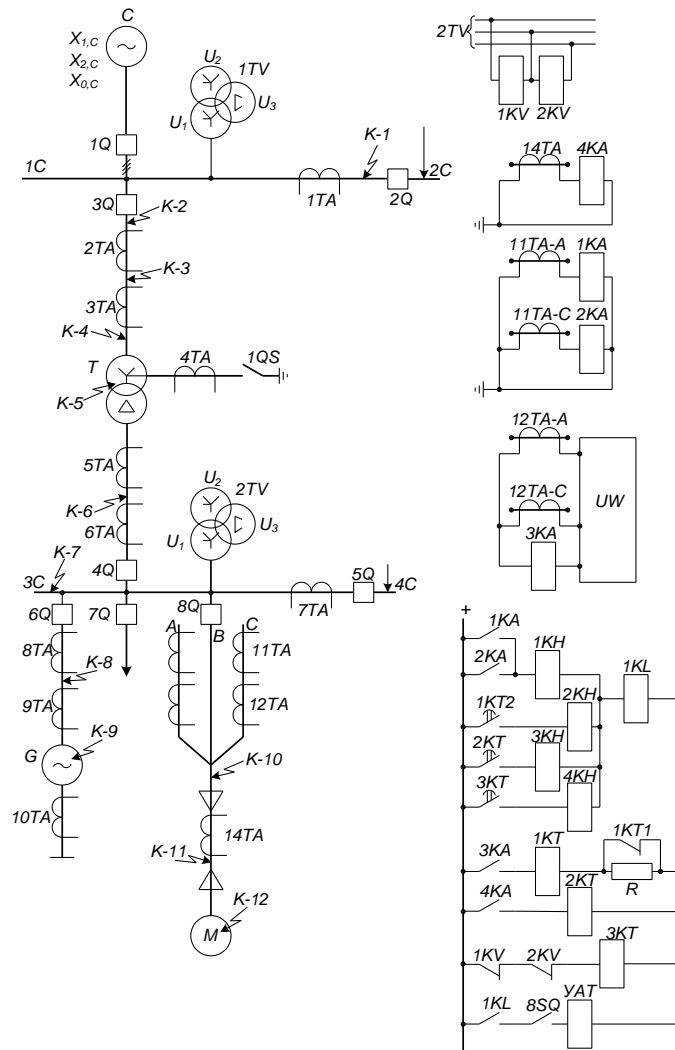 C
X1,C
X2,C
X0,C
U2
1TV
U1
U3
K-1
1Q
1C
2C
1TA
2Q
3Q
K-2
2TA
K-3
3TA
K-4
T
4TA
1QS
K-5
5TA
K-6
6TA
U2
2TV
U1
U3
K-7
4Q
3C
5Q
4C
7TA
6Q
7Q
8Q
A
B
C
8TA
K-8
9TA
11TA
12TA
G
K-9
10TA
K-10
14TA
K-11
K-12
M
2TV
1KV
2KV
14TA
4KA
11TA-A
1KA
11TA-C
2KA
12TA-A
12TA-C
UW
3KA
+
1KA
1KH
1KL
2KA
2KH
1KT2
3KH
2KT
4KH
3KT
3KA
1KT
1KT1
R
4KA
2KT
1KV
2KV
3KT
1KL
8SQ
УАТ